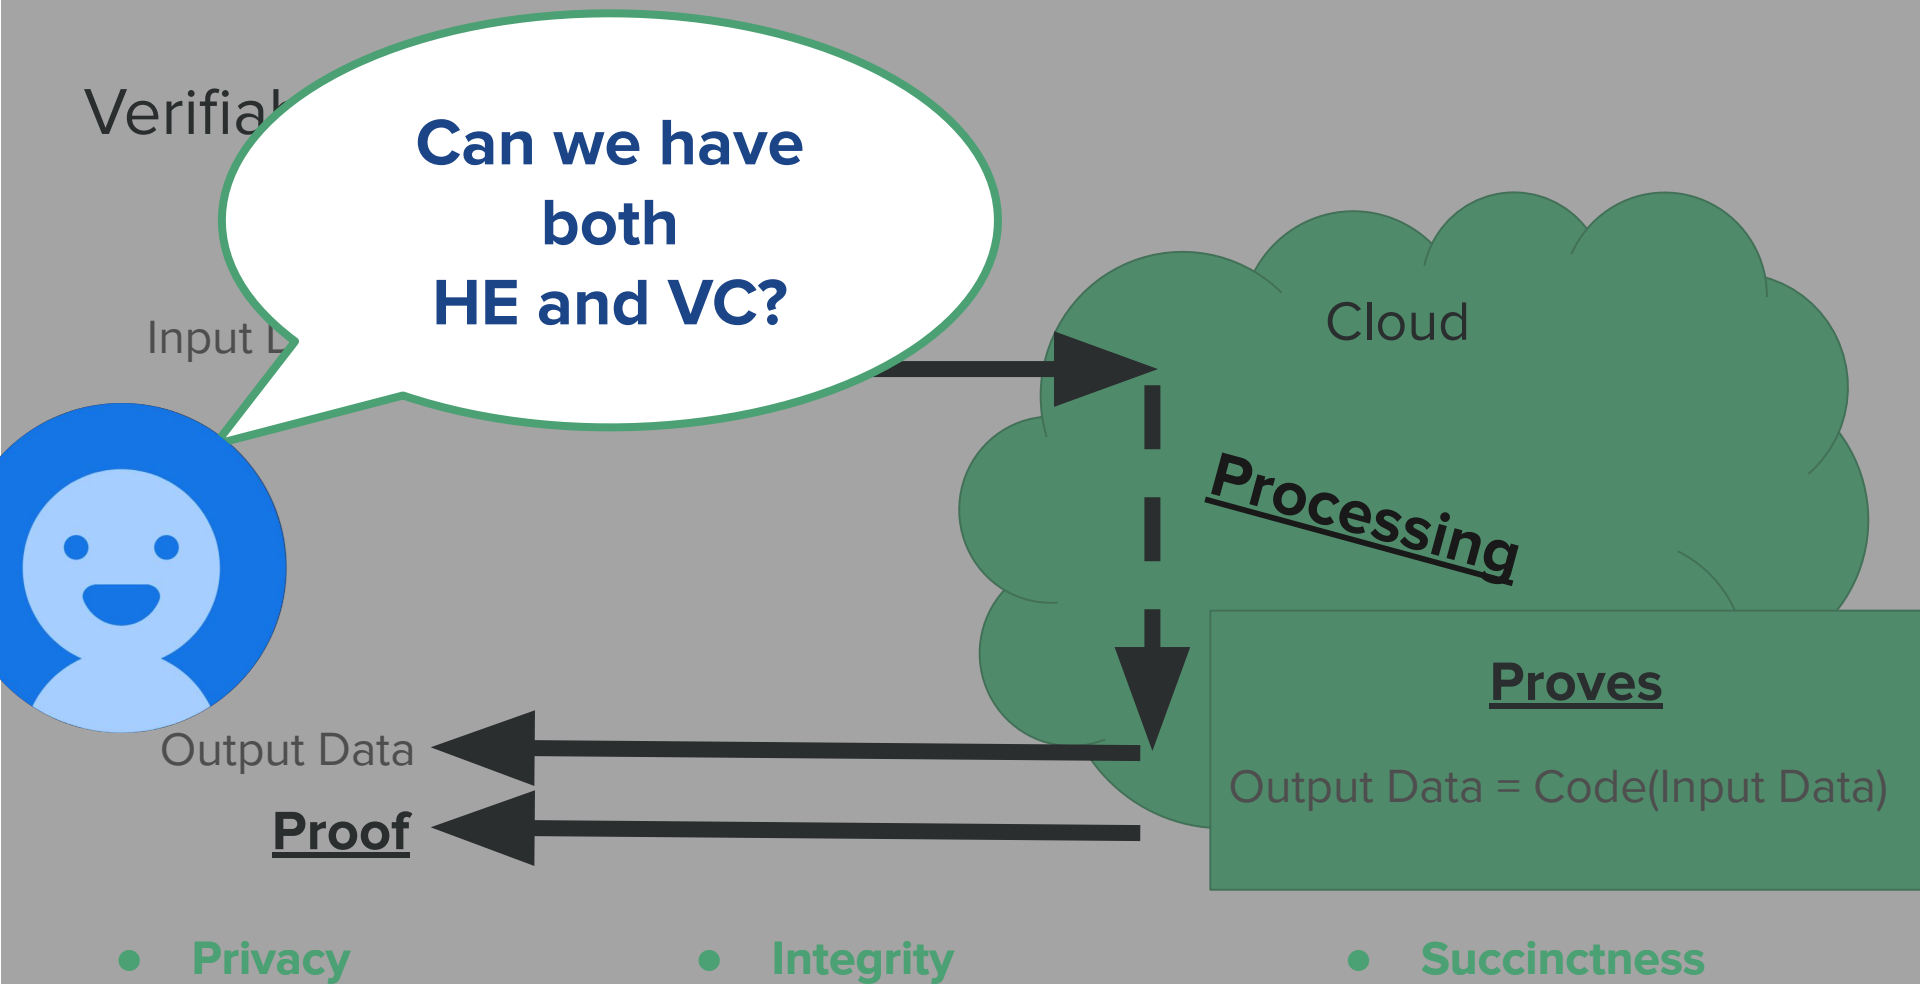 Can we have
both
HE and VC?
Cloud
Input
Processing
Proves
Output Data = Code(Input Data)
Output Data
Proof
• Privacy
• Integrity
• Succinctness